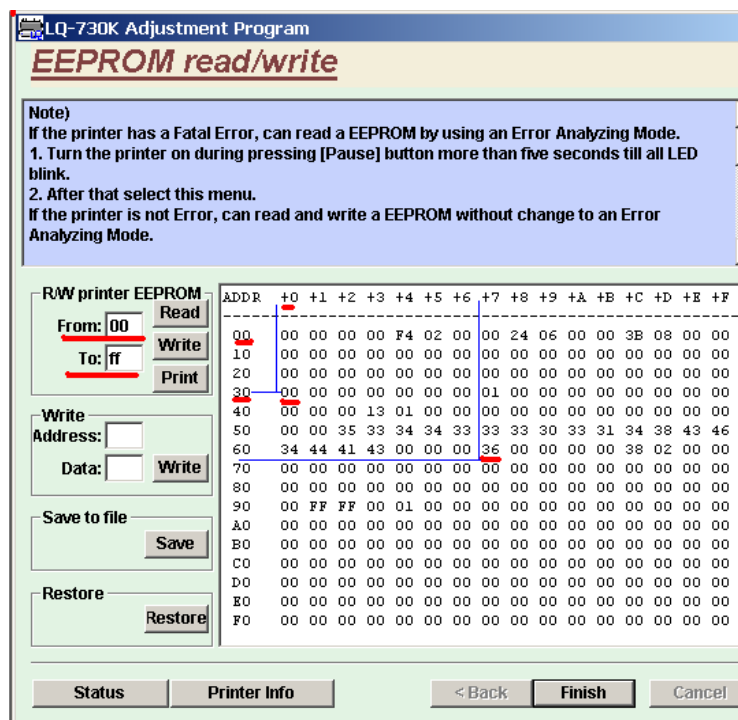 LQ-730K Adjustment Program
EEPROM read/write
Note)
If the printer has a Fatal Error, can read a EEPROM by using an Error Analyzing Mode.
1. Turn the printer on during pressing [Pause] button more than five seconds till all LED
blink.
2. After that select this menu.
If the printer is not Error, can read and write a EEPROM without change to an Error
Analyzing Mode.
R/W printer EEPROM
From: 00 Read
To: ff Write
Print
Write
Address:
Data: Write
Save to file
Save
Restore
Restore
ADDR +0 +1 +2 +3 +4 +5 +6 +7 +8 +9 +A +B +C +D +E +F
00 00 00 00 00 F4 02 00 00 24 06 00 00 3B 08 00 00
10 00 00 00 00 00 00 00 00 00 00 00 00 00 00 00 00
20 00 00 00 00 00 00 00 00 00 00 00 00 00 00 00 00
30 00 00 00 00 00 00 00 01 00 00 00 00 00 00 00 00
40 00 00 00 13 01 00 00 00 00 00 00 00 00 00 00 00
50 00 00 35 33 34 34 33 33 33 30 33 31 34 38 43 46
60 34 44 41 43 00 00 00 36 00 00 00 00 38 02 00 00
70 00 00 00 00 00 00 00 00 00 00 00 00 00 00 00 00
80 00 00 00 00 00 00 00 00 00 00 00 00 00 00 00 00
90 00 FF FF 00 01 00 00 00 00 00 00 00 00 00 00 00
A0 00 00 00 00 00 00 00 00 00 00 00 00 00 00 00 00
B0 00 00 00 00 00 00 00 00 00 00 00 00 00 00 00 00
C0 00 00 00 00 00 00 00 00 00 00 00 00 00 00 00 00
D0 00 00 00 00 00 00 00 00 00 00 00 00 00 00 00 00
E0 00 00 00 00 00 00 00 00 00 00 00 00 00 00 00 00
F0 00 00 00 00 00 00 00 00 00 00 00 00 00 00 00 00
Status Printer Info < Back Finish Cancel